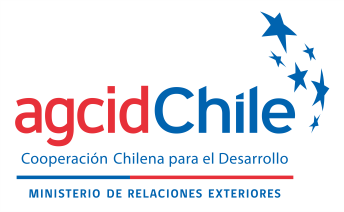 agcidChile
Cooperación Chilena para el Desarrollo
MINISTERIO DE RELACIONES EXTERIORES